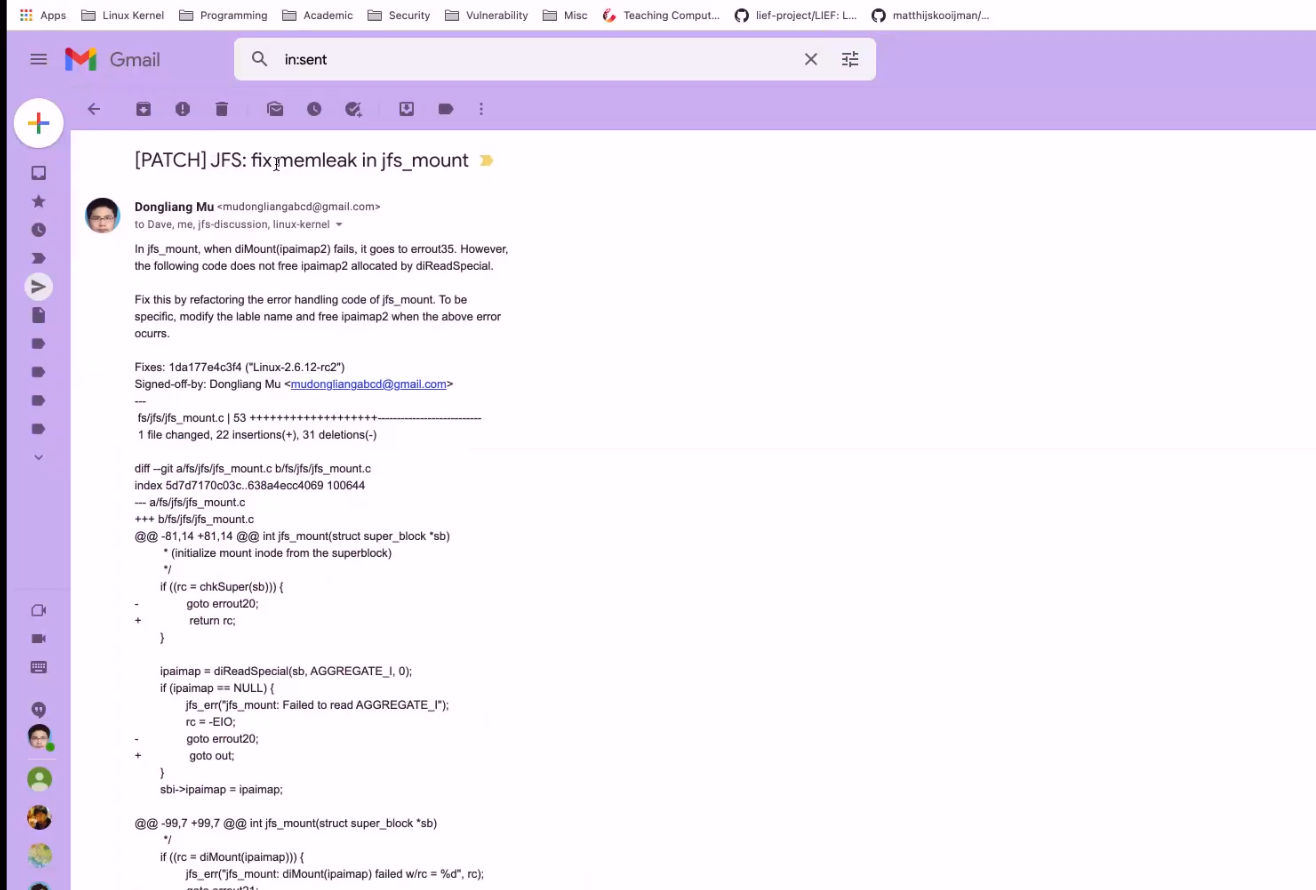 Apps Linux Kernel Programming Academic Security Vulnerability Misc Teaching Comput... lief-project/LIEF: L... matthijskooijman/...
Gmail
in:sent
[PATCH] JFS: fix memleak in jfs_mount
Dongliang Mu <mudongliangabcd@gmail.com>
to Dave, me, jfs-discussion, linux-kernel
In jfs_mount, when diMount(ipaimap2) fails, it goes to errout35. However,
the following code does not free ipaimap2 allocated by diReadSpecial.
Fix this by refactoring the error handling code of jfs_mount. To be
specific, modify the lable name and free ipaimap2 when the above error
ocurrs.
Fixes: 1da177e4c3f4 ("Linux-2.6.12-rc2")
Signed-off-by: Dongliang Mu <mudongliangabcd@gmail.com>
---
fs/jfs/jfs_mount.c | 53 +++++++++++++++++++---------------------------
1 file changed, 22 insertions(+), 31 deletions(-)
diff --git a/fs/jfs/jfs_mount.c b/fs/jfs/jfs_mount.c
index 5d7d7170c03c..638a4ecc4069 100644
--- a/fs/jfs/jfs_mount.c
+++ b/fs/jfs/jfs_mount.c
@@ -81,14 +81,14 @@ int jfs_mount(struct super_block *sb)
* (initialize mount inode from the superblock)
*/
if ((rc = chkSuper(sb))) {
- goto errout20;
+ return rc;
}
ipaimap = diReadSpecial(sb, AGGREGATE_I, 0);
if (ipaimap == NULL) {
jfs_err("jfs_mount: Failed to read AGGREGATE_I");
rc = -EIO;
- goto errout20;
+ goto out;
}
sbi->ipaimap = ipaimap;
@@ -99,7 +99,7 @@ int jfs_mount(struct super_block *sb)
*/
if ((rc = diMount(ipaimap))) {
jfs_err("jfs_mount: diMount(ipaimap) failed w/rc = %d", rc);